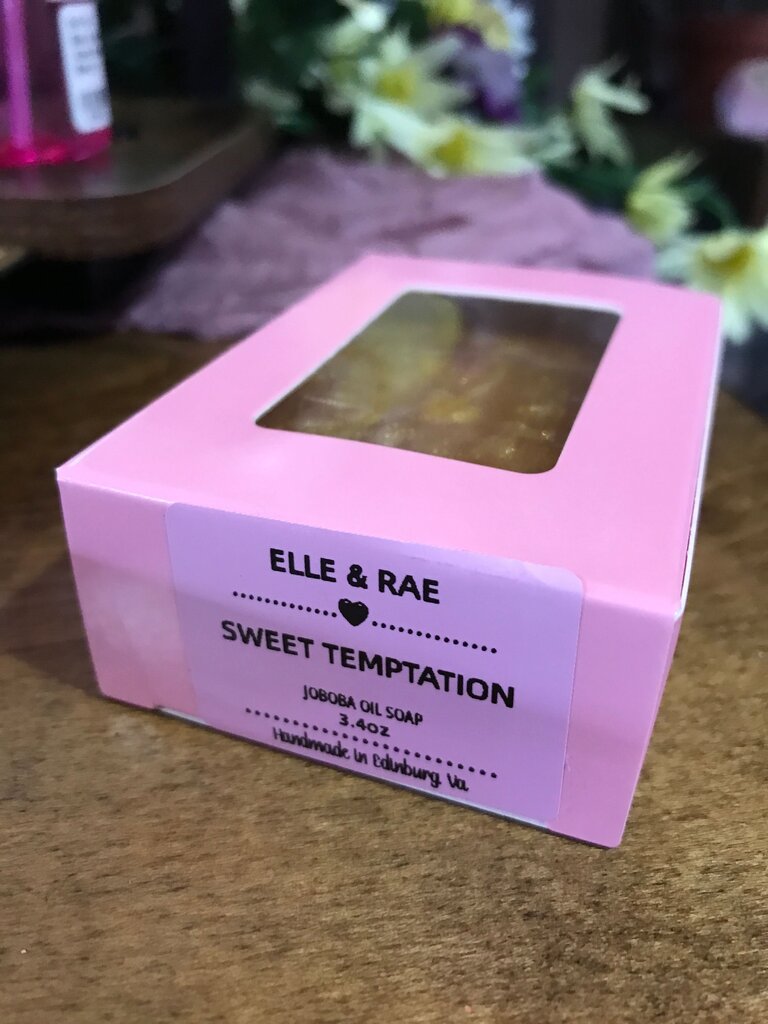 ELLE & RAE
SWEET TEMPTATION
JOBOBA OIL SOAP
3.4oz
Handmade in Edinburg, Va